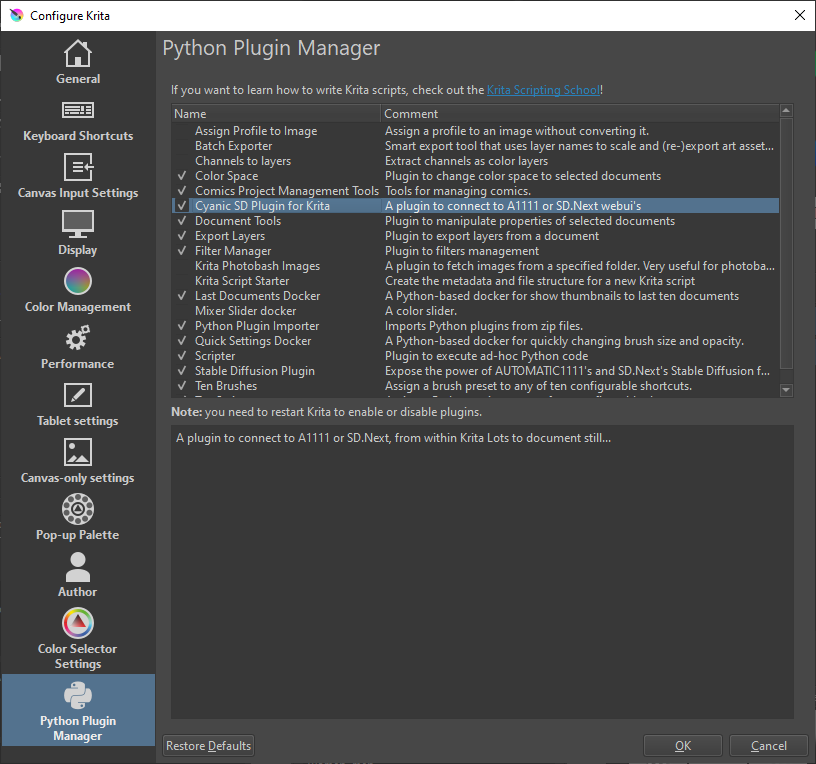 Configure Krita
General
Keyboard Shortcuts
Canvas Input Settings
Display
Color Management
Performance
Tablet settings
Canvas-only settings
Pop-up Palette
Author
Color Selector
Settings
Python Plugin
Manager
Python Plugin Manager
If you want to learn how to write Krita scripts, check out the Krita Scripting School!
Name Comment
Assign Profile to Image Assign a profile to an image without converting it.
Batch Exporter Smart export tool that uses layer names to scale and (re-)export art asset...
Channels to layers Extract channels as color layers
Color Space Plugin to change color space to selected documents
Comics Project Management Tools Tools for managing comics.
Cyanic SD Plugin for Krita A plugin to connect to A1111 or SD.Next webui's
Document Tools Plugin to manipulate properties of selected documents
Export Layers Plugin to export layers from a document
Filter Manager Plugin to filters management
Krita Photobash Images A plugin to fetch images from a specified folder. Very useful for photoba...
Krita Script Starter Create the metadata and file structure for a new Krita script
Last Documents Docker A Python-based docker for show thumbnails to last ten documents
Mixer Slider docker A color slider.
Python Plugin Importer Imports Python plugins from zip files.
Quick Settings Docker A Python-based docker for quickly changing brush size and opacity.
Scripter Plugin to execute ad-hoc Python code
Stable Diffusion Plugin Expose the power of AUTOMATIC1111's and SD.Next's Stable Diffusion f...
Ten Brushes Assign a brush preset to any of ten configurable shortcuts.
Note: you need to restart Krita to enable or disable plugins.
A plugin to connect to A1111 or SD.Next, from within Krita Lots to document still...
Restore Defaults
OK
Cancel